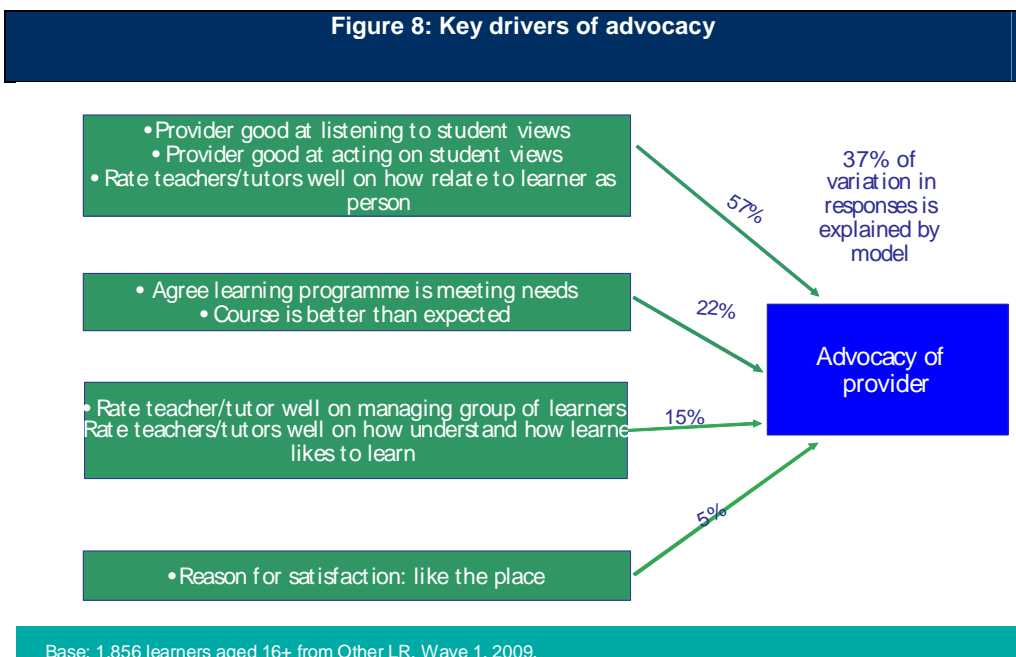 Figure 8: Key drivers of advocacy
• Provider good at listening to student views
• Provider good at acting on student views
• Rate teachers/tutors well on how relate to learner as
person
57%
37% of
variation in
responses is
explained by
model
• Agree learning programme is meeting needs
• Course is better than expected
22%
Advocacy of
provider
• Rate teacher/tutor well on managing group of learners
Rate teachers/tutors well on how understand how learne
likes to learn
15%
5%
• Reason for satisfaction: like the place
Base: 1,856 learners aged 16+ from Other LR, Wave 1, 2009.